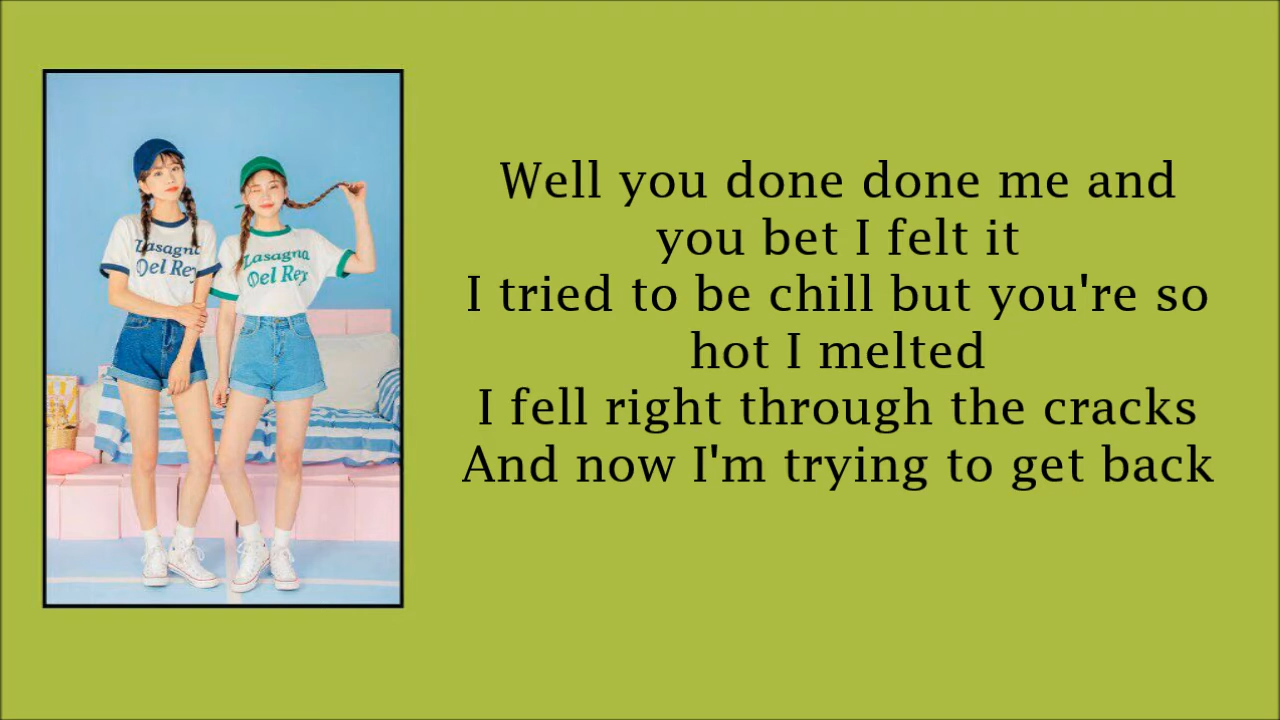 Lasagna
Del Rey
Lasagna
Del Rey
Well you done done me and
you bet I felt it
I tried to be chill but you're so
hot I melted
I fell right through the cracks
And now I'm trying to get back